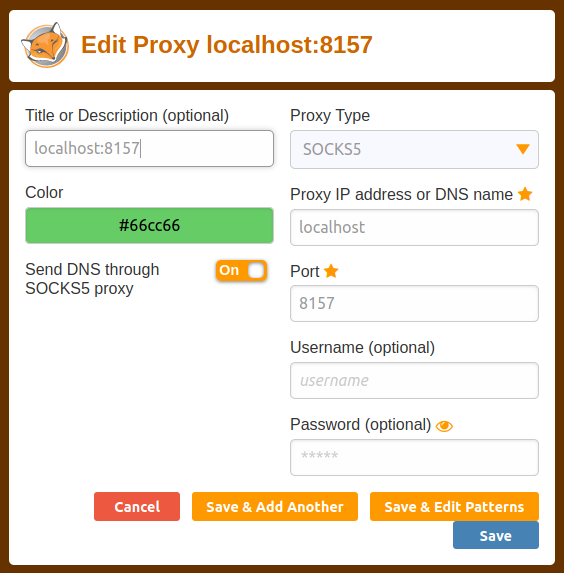 Edit Proxy localhost:8157
Title or Description (optional)
localhost:8157
Color
#66cc66
Send DNS through
SOCKS5 proxy
On
Proxy Type
SOCKS5
Proxy IP address or DNS name
localhost
Port
8157
Username (optional)
username
Password (optional)
*****
Cancel
Save & Add Another
Save & Edit Patterns
Save